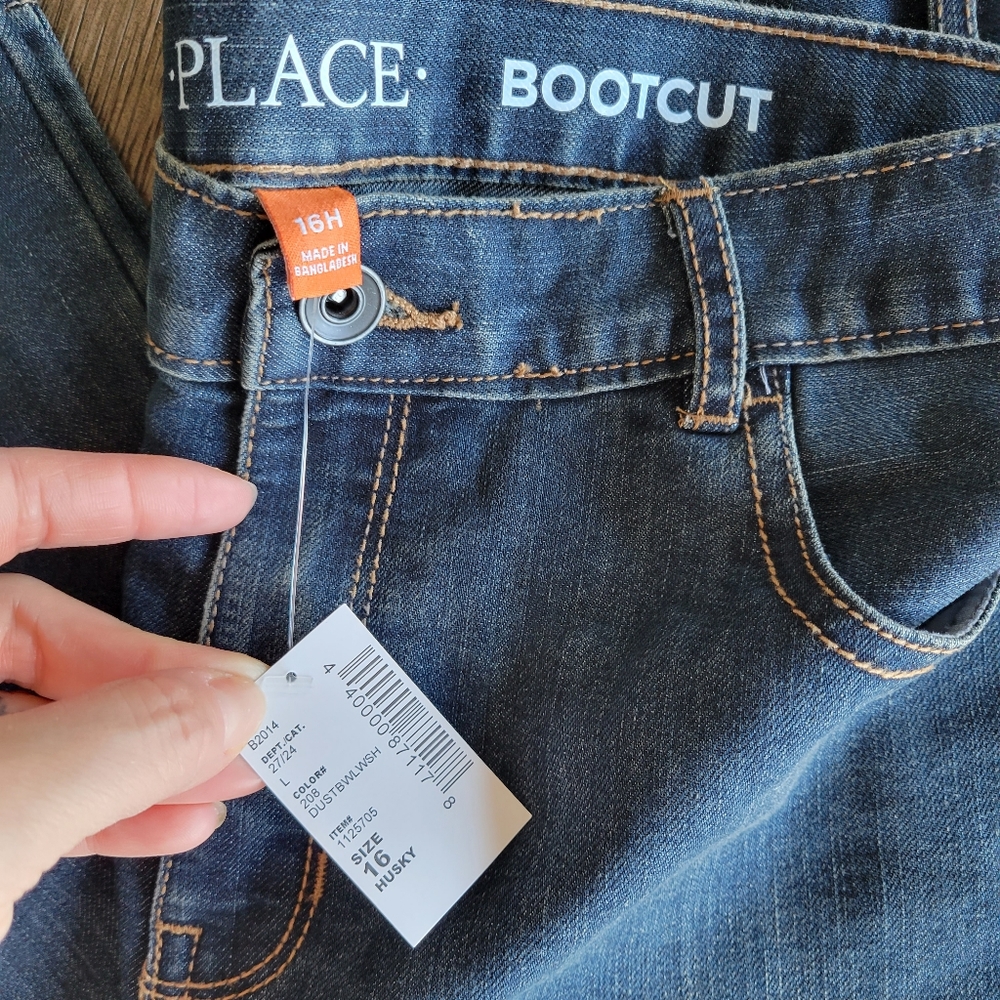 ·PLACE·
BOOTCUT
16H
MADE IN
BANGLADESH
4 40000 87117 8
B2014
DEPT./CAT.
27/24
L
COLOR#
208
DUSTBWLWSH
ITEM#
1125705
SIZE
16
HUSKY